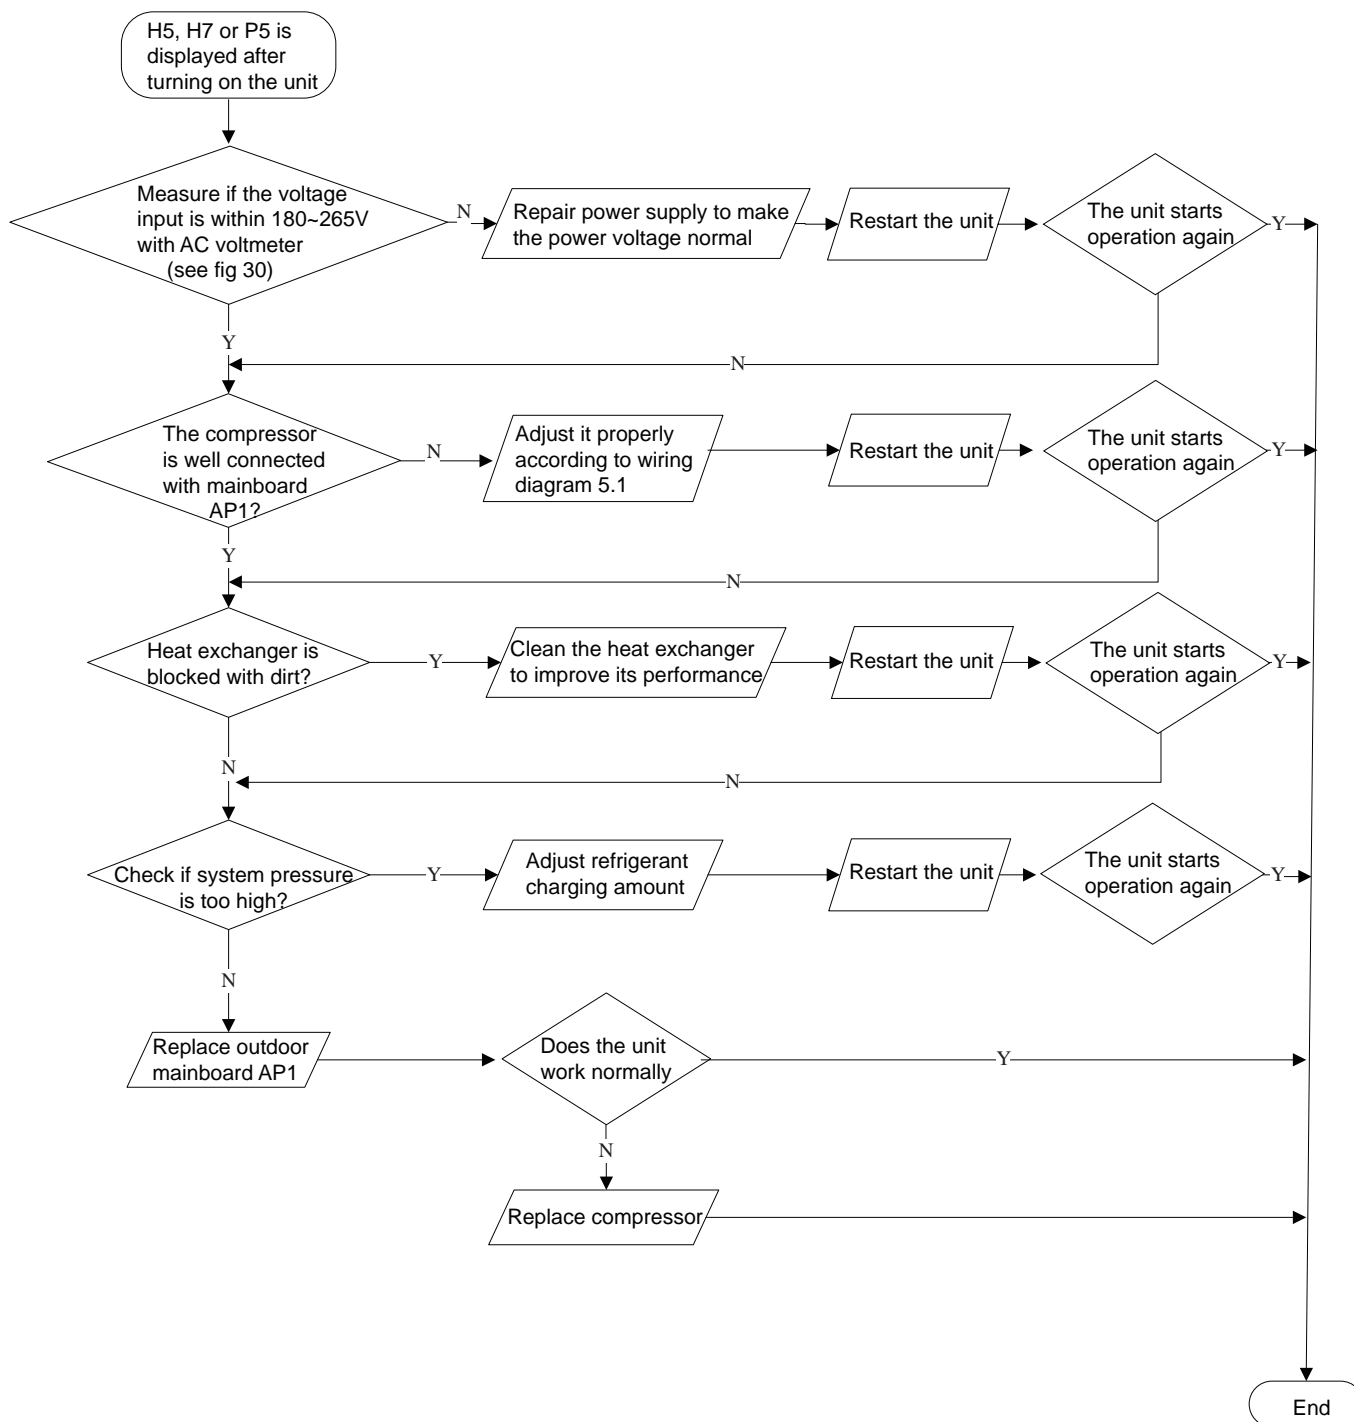 H5, H7 or P5 is
displayed after
turning on the unit
Measure if the voltage
input is within 180~265V
with AC voltmeter
(see fig 30)
N
Repair power supply to make
the power voltage normal
Restart the unit
The unit starts
operation again
Y
Y
N
The compressor
is well connected
with mainboard
AP1?
N
Adjust it properly
according to wiring
diagram 5.1
Restart the unit
The unit starts
operation again
Y
Y
N
Heat exchanger is
blocked with dirt?
Y
Clean the heat exchanger
to improve its performance
Restart the unit
The unit starts
operation again
Y
N
N
Check if system pressure
is too high?
Y
Adjust refrigerant
charging amount
Restart the unit
The unit starts
operation again
Y
N
Replace outdoor
mainboard AP1
Does the unit
work normally
Y
N
Replace compressor
End